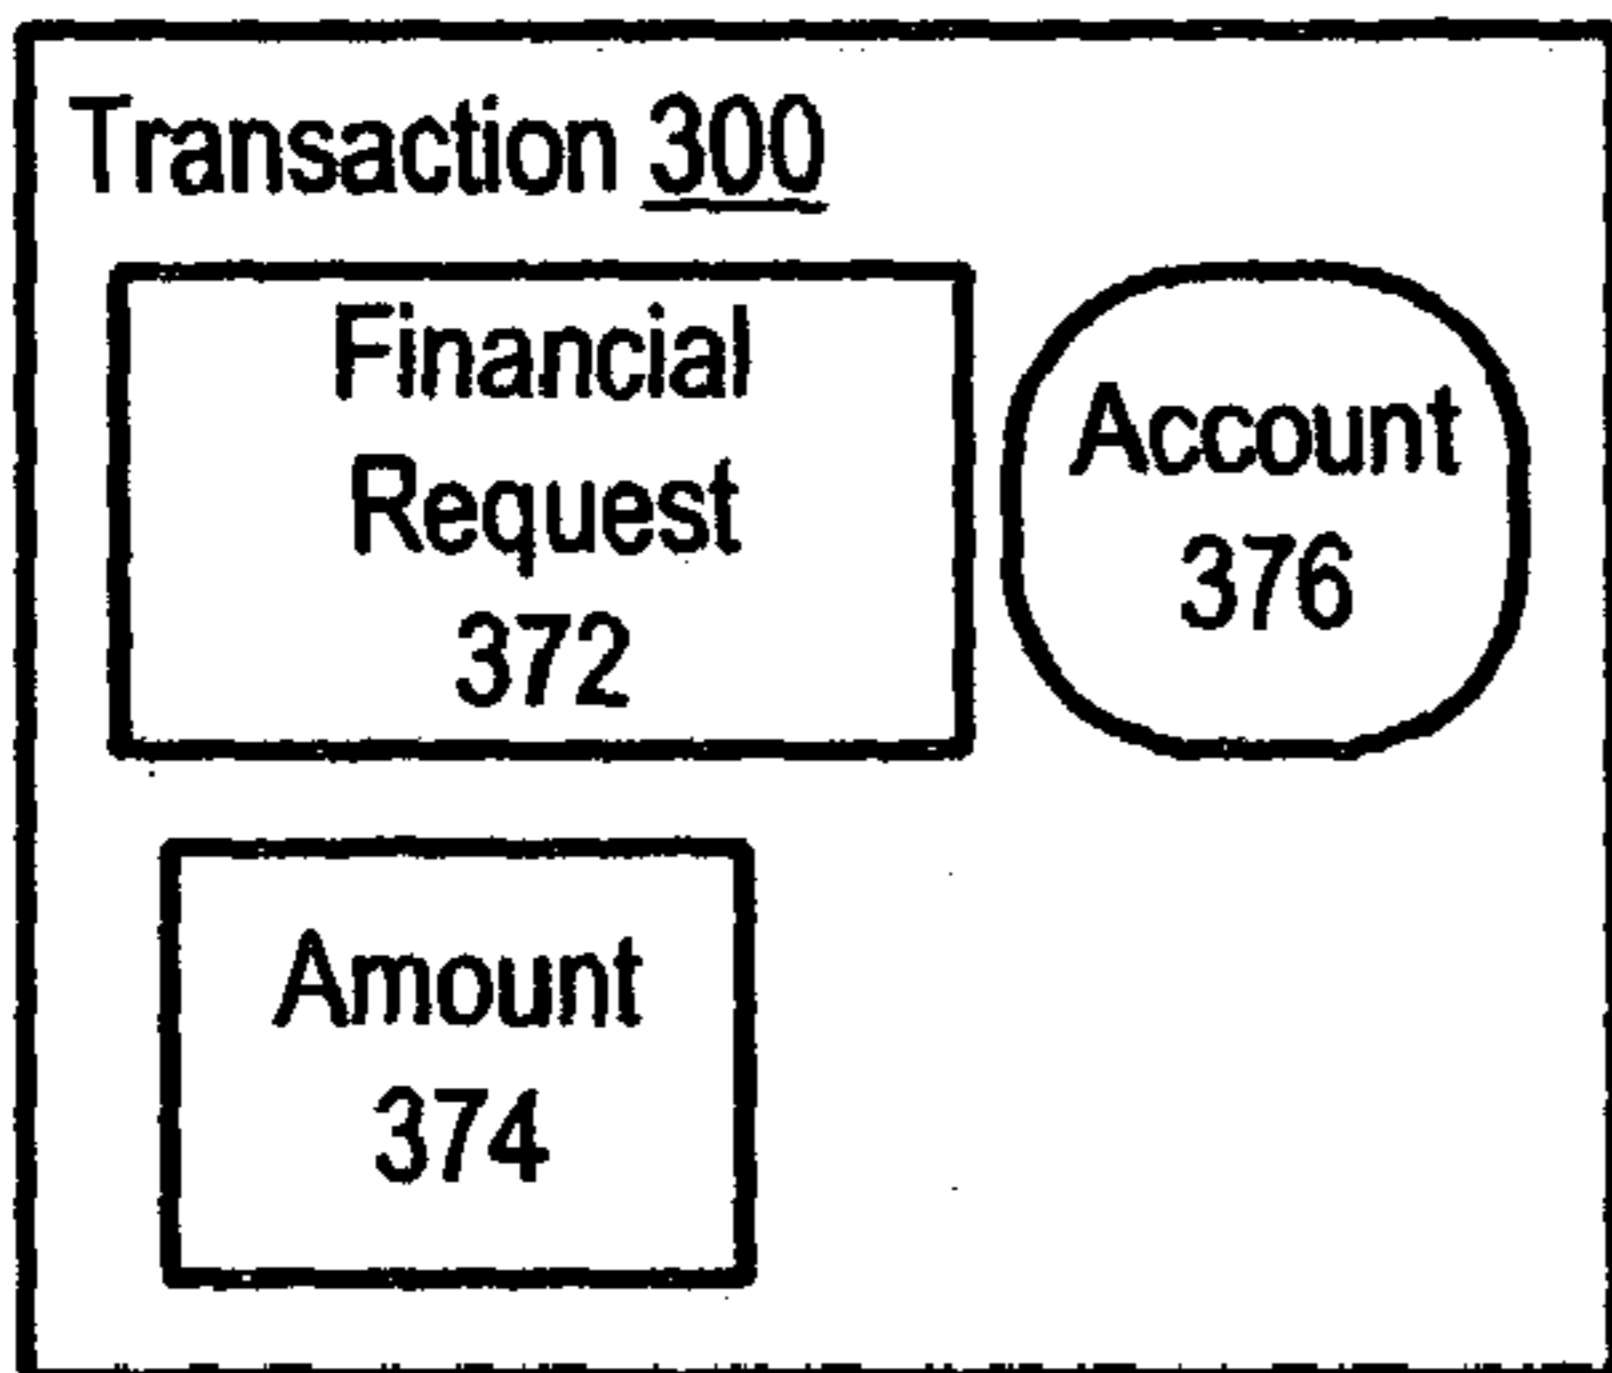 Transaction 300
Financial
Request
372
Account
376
Amount
374